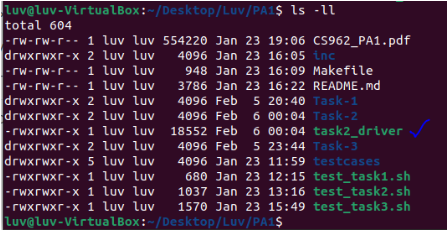 luv@luv-VirtualBox:~/Desktop/Luv/PA1$ ls -ll
total 604
-rw-rw-r-- 1 luv luv 554220 Jan 23 19:06 CS962_PA1.pdf
drwxrwxr-x 2 luv luv 4096 Jan 23 16:05 inc
-rw-rw-r-- 1 luv luv 948 Jan 23 16:09 Makefile
-rw-rw-r-- 1 luv luv 3786 Jan 23 16:22 README.md
drwxrwxr-x 2 luv luv 4096 Feb 5 20:40 Task-1
drwxrwxr-x 2 luv luv 4096 Feb 6 00:04 Task-2
-rwxrwxr-x 1 luv luv 18552 Feb 6 00:04 task2_driver
drwxrwxr-x 2 luv luv 4096 Feb 5 23:44 Task-3
drwxrwxr-x 5 luv luv 4096 Jan 23 11:59 testcases
-rwxrwxr-x 1 luv luv 680 Jan 23 12:15 test_task1.sh
-rwxrwxr-x 1 luv luv 1037 Jan 23 13:16 test_task2.sh
-rwxrwxr-x 1 luv luv 1570 Jan 23 15:49 test_task3.sh
luv@luv-VirtualBox:~/Desktop/Luv/PA1$